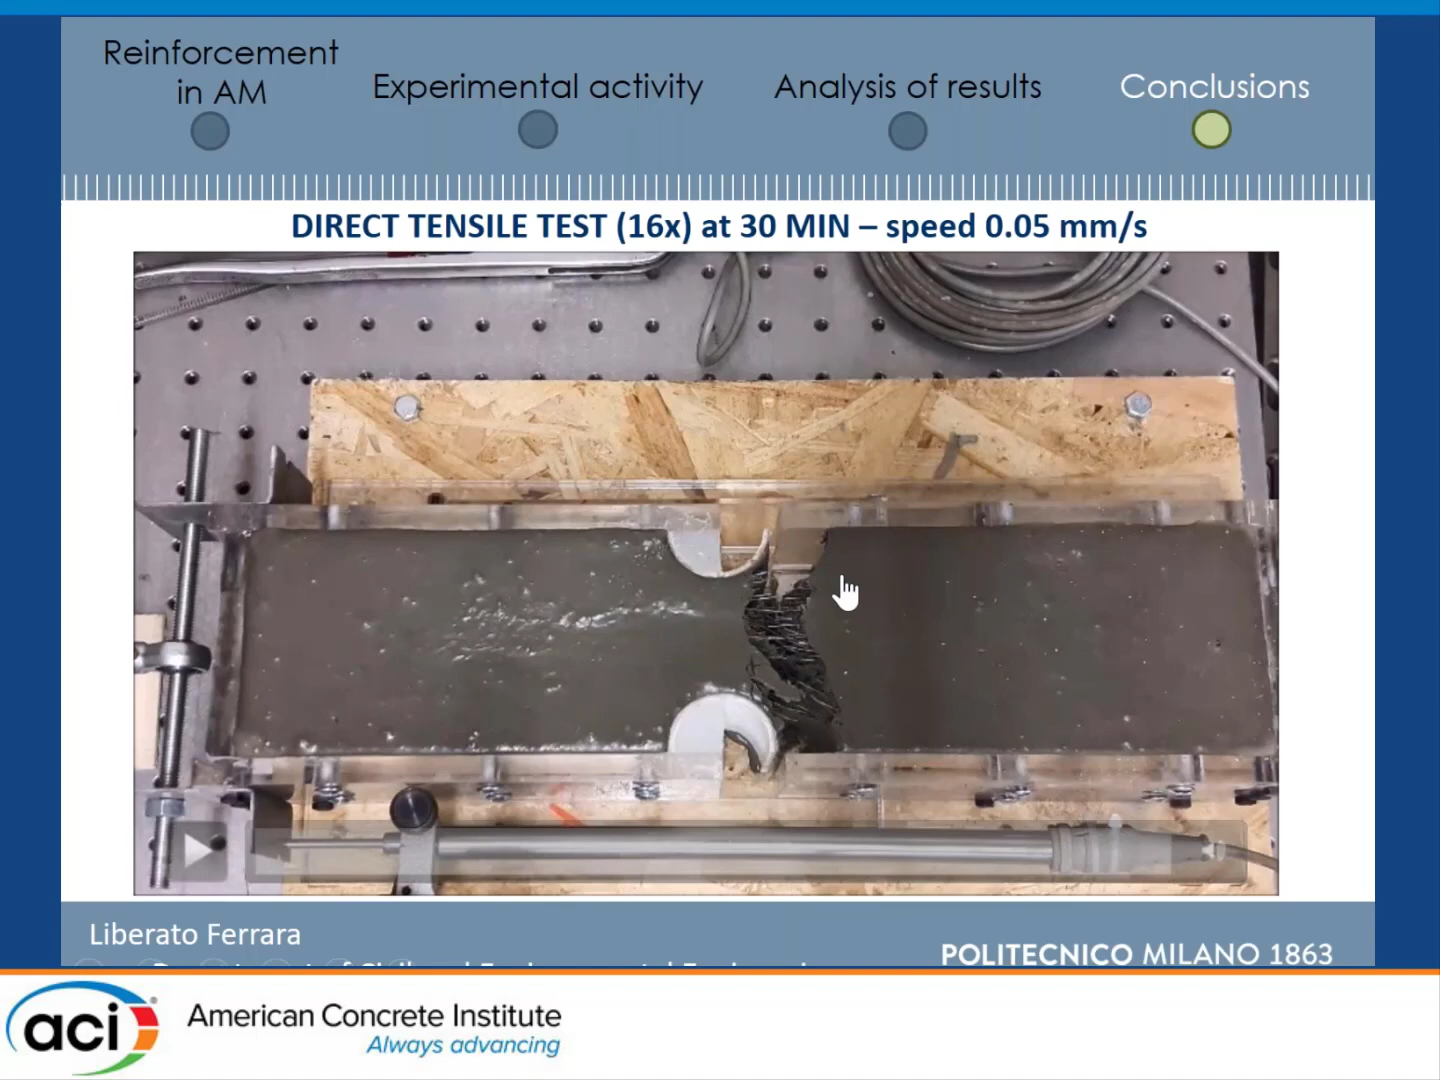 Reinforcement
in AM
Experimental activity
Analysis of results
Conclusions
DIRECT TENSILE TEST (16x) at 30 MIN – speed 0.05 mm/s
Liberato Ferrara
POLITECNICO MILANO 1863
aci
American Concrete Institute
Always advancing